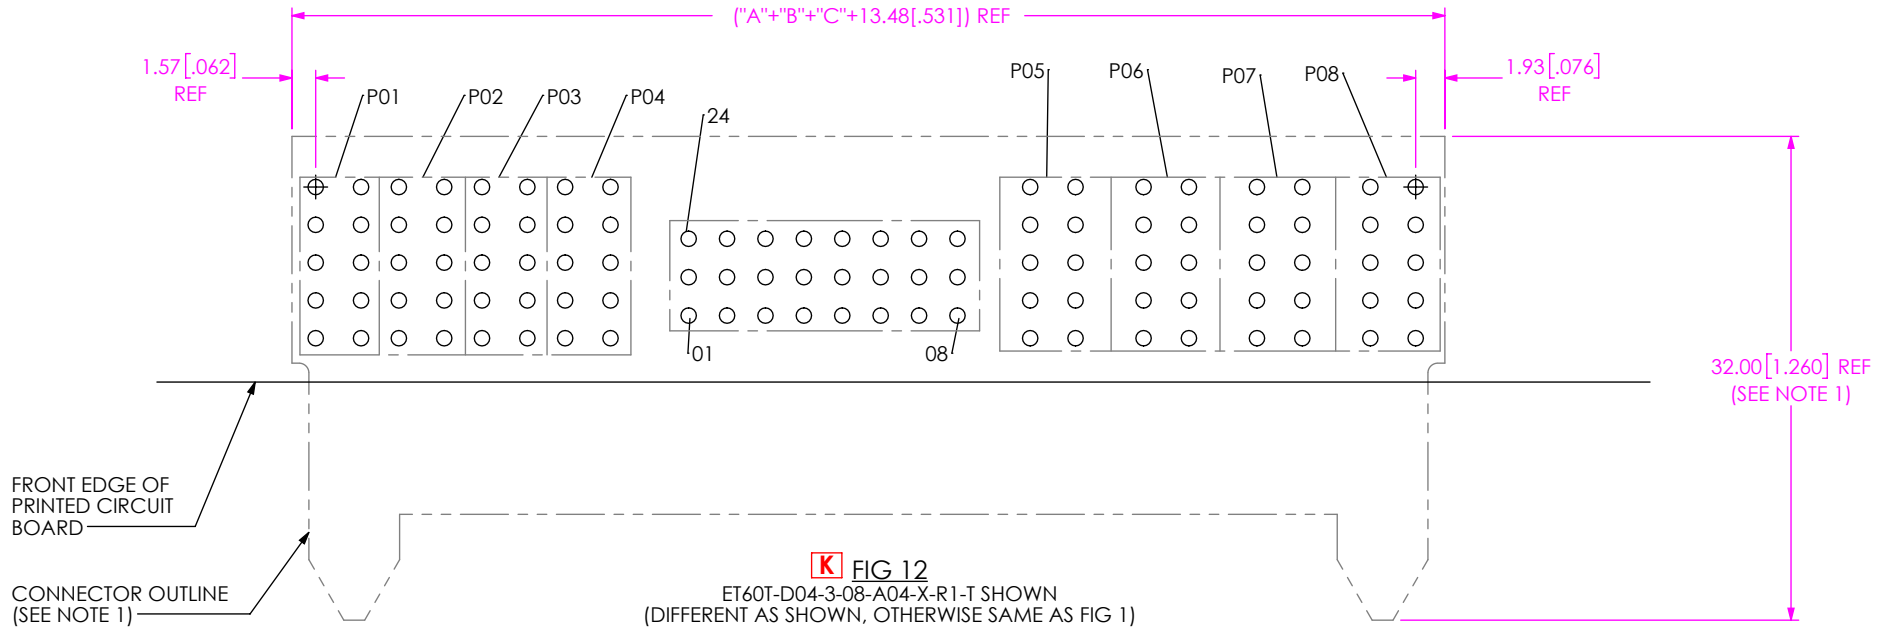 ("A"+"B"+"C"+13.48[.531]) REF
1.57[.062]
REF
P01
P02
P03
P04
24
P05
P06
P07
P08
1.93[.076]
REF
01
08
32.00[1.260] REF
(SEE NOTE 1)
FRONT EDGE OF
PRINTED CIRCUIT
BOARD
CONNECTOR OUTLINE
(SEE NOTE 1)
K FIG 12
ET60T-D04-3-08-A04-X-R1-T SHOWN
(DIFFERENT AS SHOWN, OTHERWISE SAME AS FIG 1)